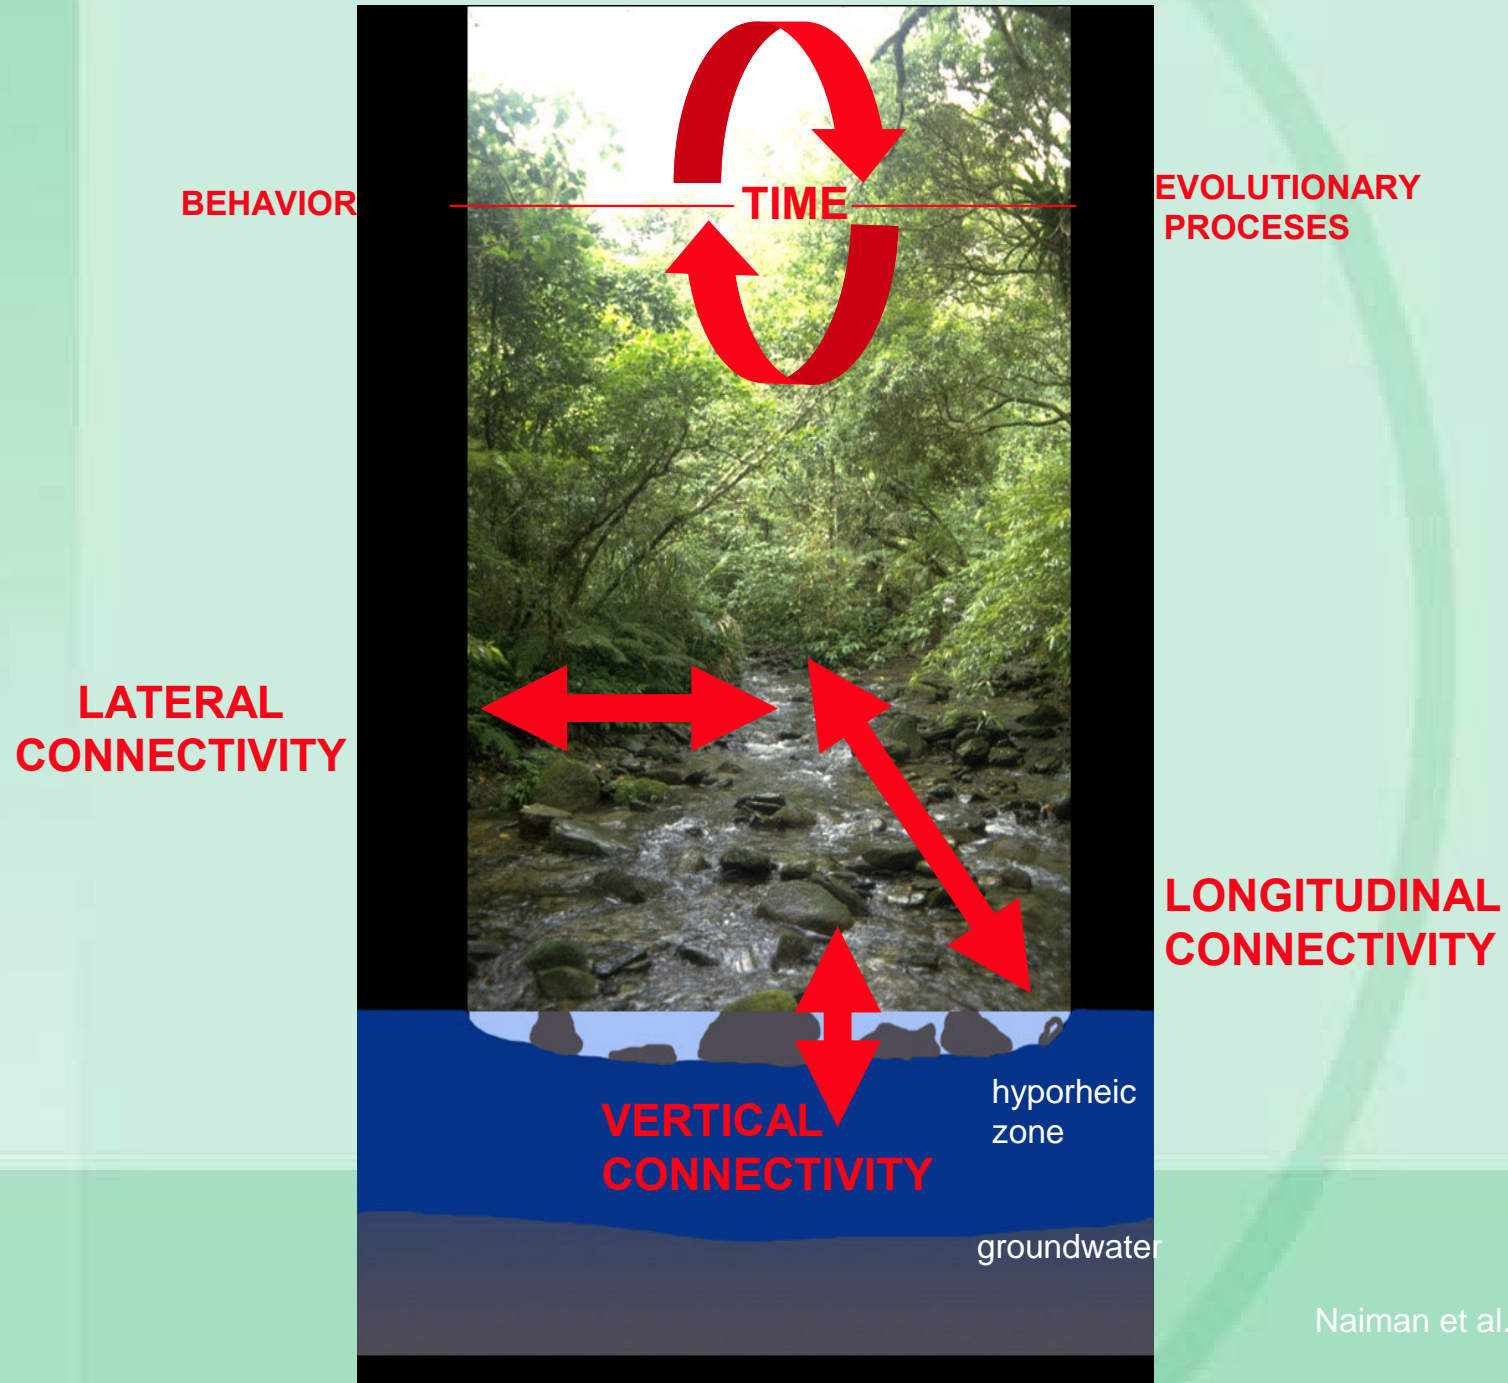 BEHAVIOR
TIME
EVOLUTIONARY
PROCESES
LATERAL
CONNECTIVITY
LONGITUDINAL
CONNECTIVITY
hyporheic
zone
VERTICAL
CONNECTIVITY
groundwater
Naiman et al.